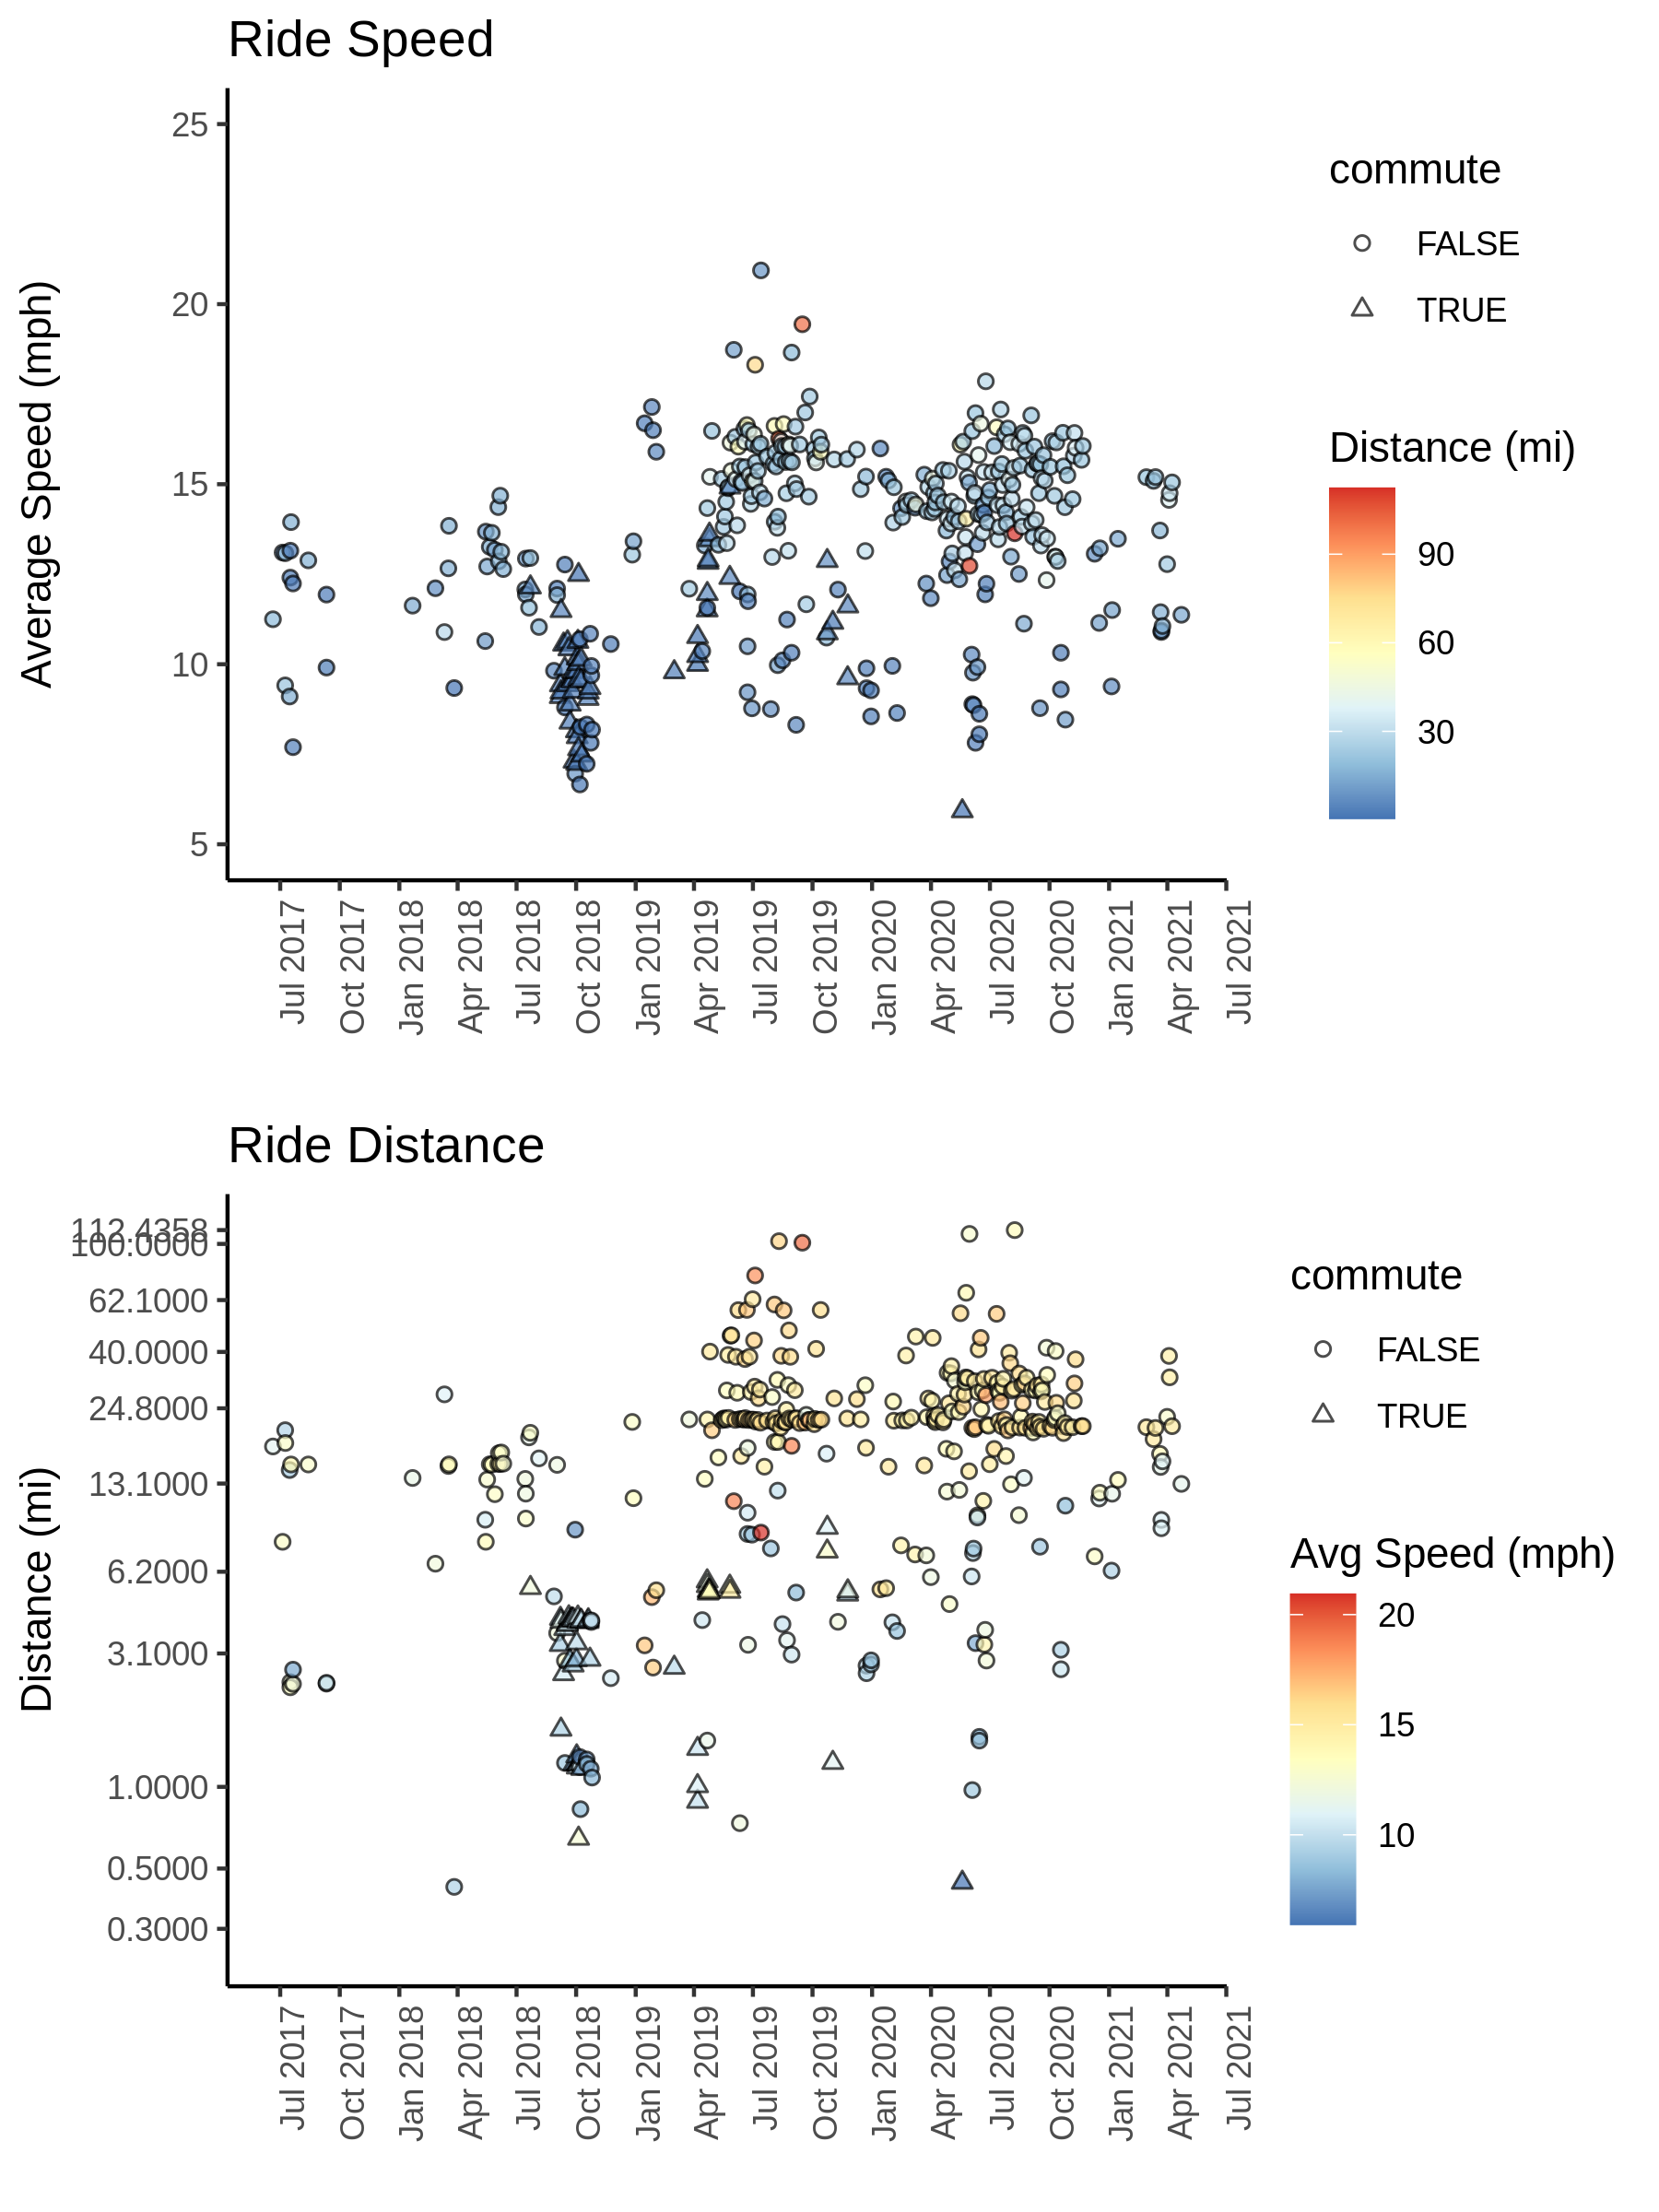 Ride Speed
Average Speed (mph)
25
20
15
10
5
Jul 2017
Oct 2017
Jan 2018
Apr 2018
Jul 2018
Oct 2018
Jan 2019
Apr 2019
Jul 2019
Oct 2019
Jan 2020
Apr 2020
Jul 2020
Oct 2020
Jan 2021
Apr 2021
Jul 2021
commute
FALSE
TRUE
Distance (mi)
90
60
30
Ride Distance
Distance (mi)
112.4358
100.0000
62.1000
40.0000
24.8000
13.1000
6.2000
3.1000
1.0000
0.5000
0.3000
Jul 2017
Oct 2017
Jan 2018
Apr 2018
Jul 2018
Oct 2018
Jan 2019
Apr 2019
Jul 2019
Oct 2019
Jan 2020
Apr 2020
Jul 2020
Oct 2020
Jan 2021
Apr 2021
Jul 2021
commute
FALSE
TRUE
Avg Speed (mph)
20
15
10